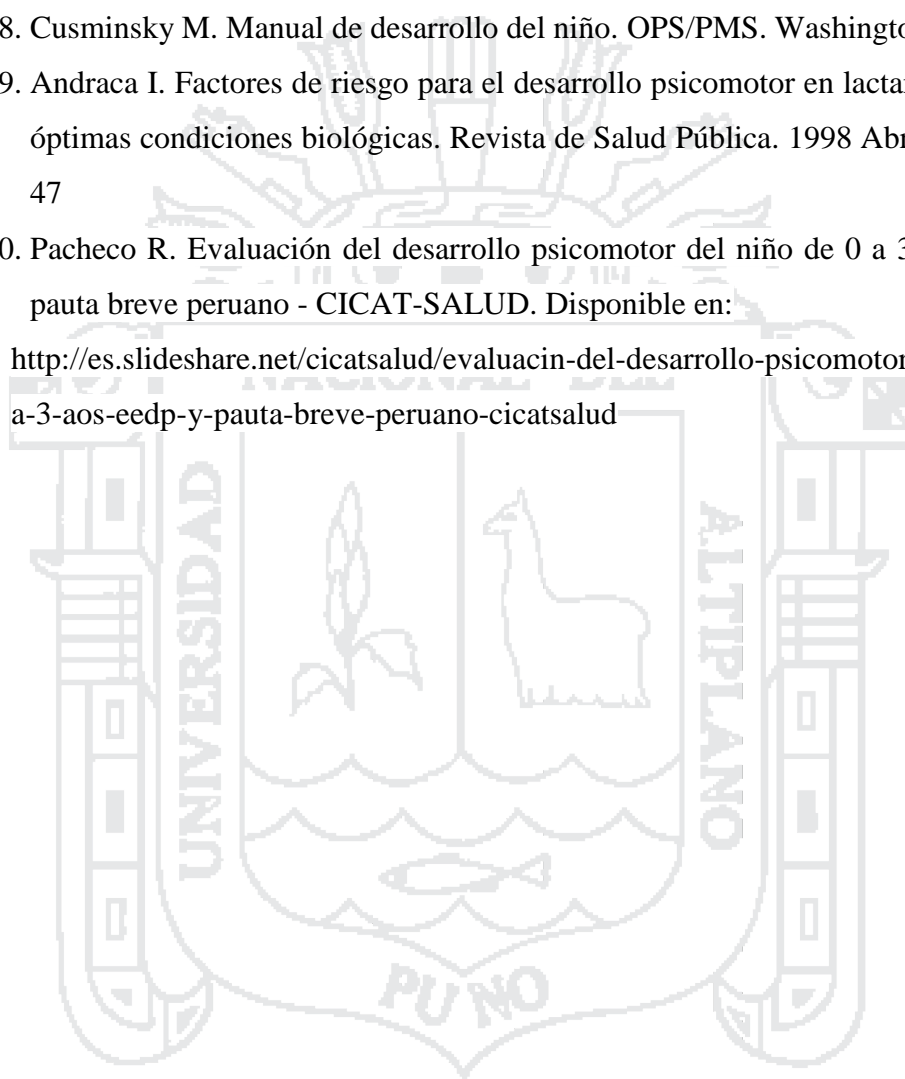 8. Cusminsky M. Manual de desarrollo del niño. OPS/PMS. Washingto
9. Andraca I. Factores de riesgo para el desarrollo psicomotor en lacta
óptimas condiciones biológicas. Revista de Salud Pública. 1998 Abr
47
0. Pacheco R. Evaluación del desarrollo psicomotor del niño de 0 a 3
pauta breve peruano - CICAT-SALUD. Disponible en:
http://es.slideshare.net/cicatsalud/evaluacin-del-desarrollo-psicomotor
a-3-aos-eedp-y-pauta-breve-peruano-cicatsalud
NACIONAL DEL
UNIVERSIDAD
ALTIPLANO
PUNO